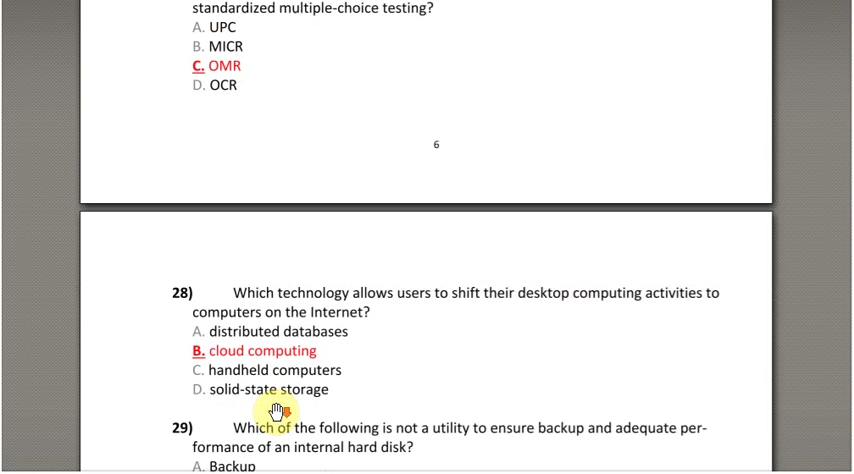 standardized multiple-choice testing?
A. UPC
B. MICR
C. OMR
D. OCR
6
28) Which technology allows users to shift their desktop computing activities to
computers on the Internet?
A. distributed databases
B. cloud computing
C. handheld computers
D. solid-state storage
29) Which of the following is not a utility to ensure backup and adequate per-
formance of an internal hard disk?
A. Backup